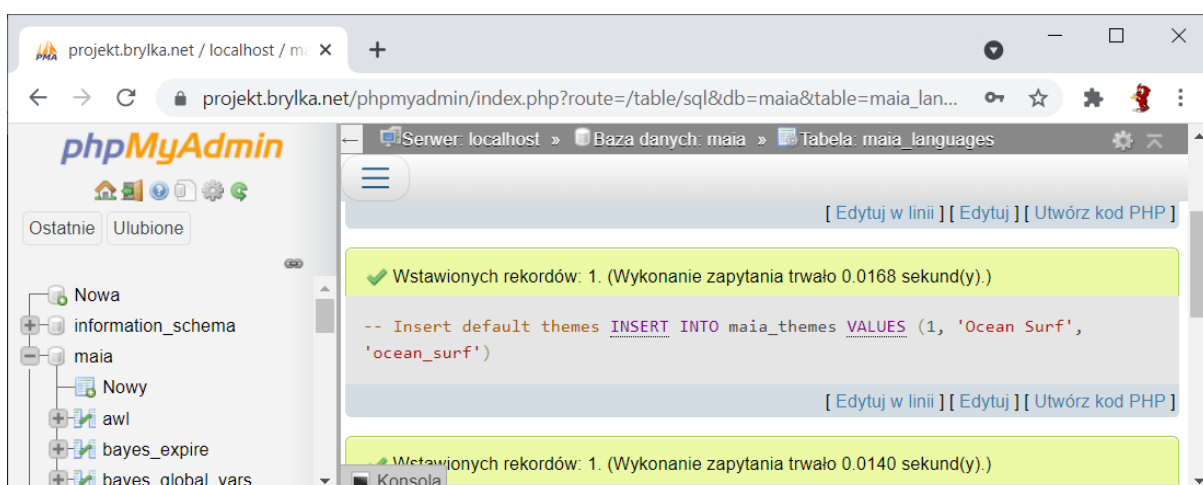 projekt.brylka.net / localhost / m
projekt.brylka.net/phpmyadmin/index.php?route=/table/sql&db=maia&table=maia_lan...
phpMyAdmin
Ostatnie Ulubione
Nowa
information_schema
maia
Nowy
awl
bayes_expire
bayes_global_vars
Serwer: localhost » Baza danych: maia » Tabela: maia_languages
[ Edytuj w linii ] [ Edytuj ] [ Utwórz kod PHP ]
Wstawionych rekordów: 1. (Wykonanie zapytania trwało 0.0168 sekund(y).)
-- Insert default themes INSERT INTO maia_themes VALUES (1, 'Ocean Surf',
'ocean_surf')
[ Edytuj w linii ] [ Edytuj ] [ Utwórz kod PHP ]
Wstawionych rekordów: 1. (Wykonanie zapytania trwało 0.0140 sekund(y).)
Konsola